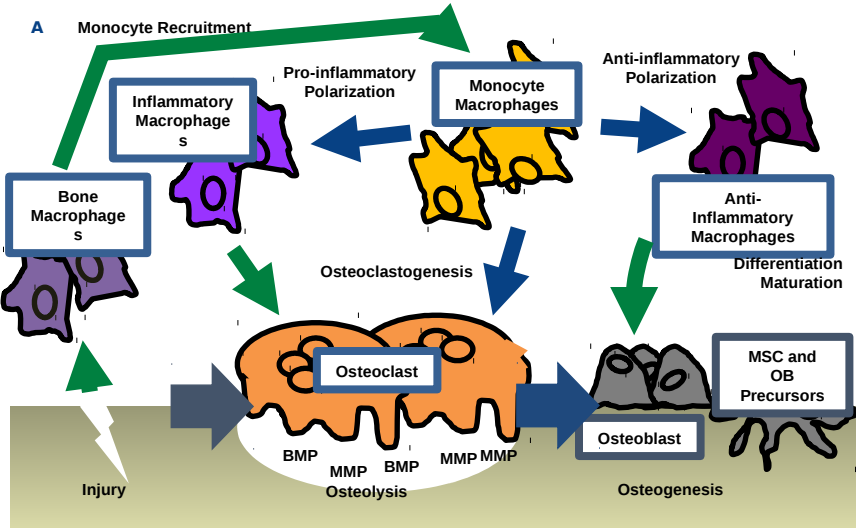 A
Monocyte Recruitment
Pro-inflammatory
Polarization
Monocyte
Macrophages
Anti-inflammatory
Polarization
Inflammatory
Macrophage
s
Bone
Macrophage
s
Anti-
Inflammatory
Macrophages
Differentiation
Maturation
Osteoclastogenesis
Osteoclast
MSC and
OB
Precursors
Osteoblast
BMP
MMP
BMP
MMP
MMP
Osteolysis
Injury
Osteogenesis